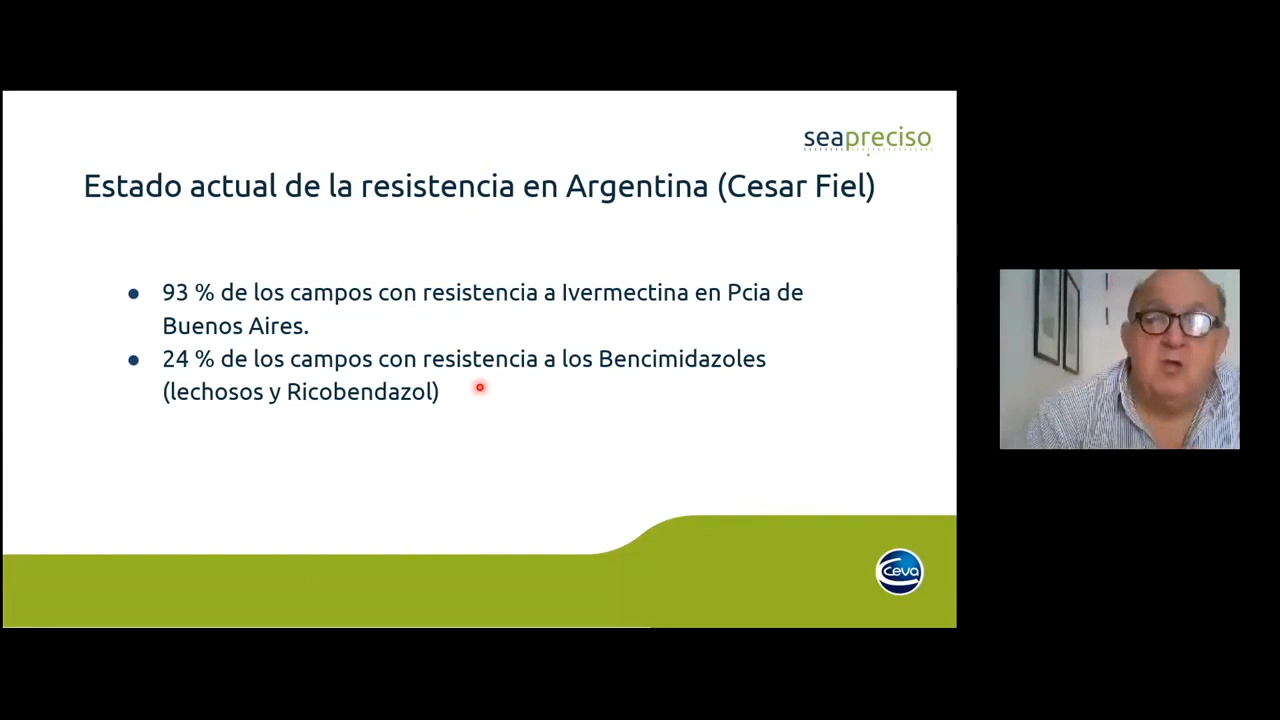 seapreciso
Estado actual de la resistencia en Argentina (Cesar Fiel)
● 93 % de los campos con resistencia a Ivermectina en Pcia de
Buenos Aires.
● 24 % de los campos con resistencia a los Bencimidazoles
(lechosos y Ricobendazol)
Ceva